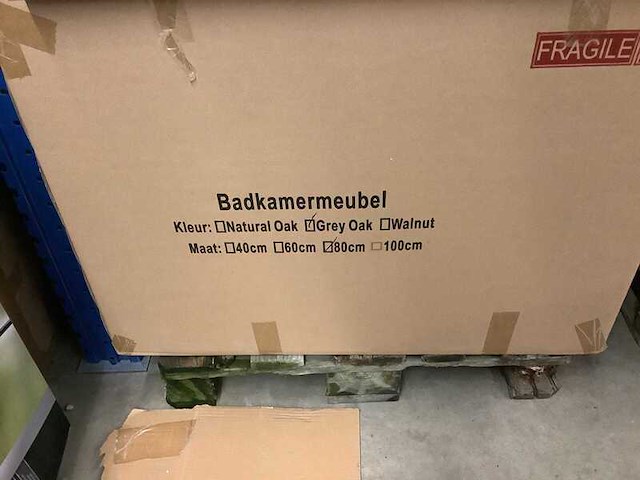 FRAGILE
Badkamermeubel
Kleur: ☐Natural Oak ☑Grey Oak ☐Walnut
Maat: ☐40cm ☐60cm ☑80cm ☐100cm